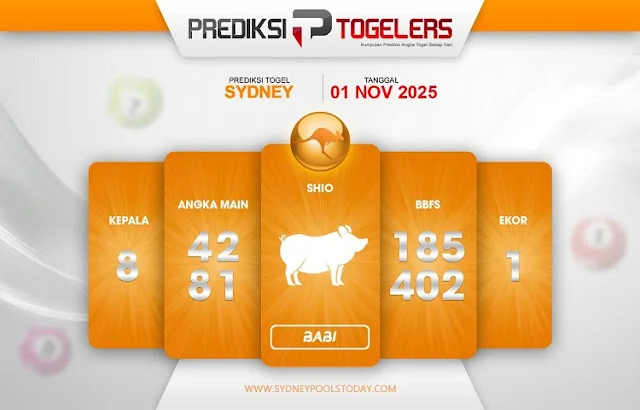 PREDIKSI TOGELERS
Kumpulan Prediksi Angka Togel Setiap Hari
PREDIKSI TOGEL
SYDNEY
TANGGAL
01 NOV 2025
KEPALA
8
ANGKA MAIN
42
81
SHIO
BABI
BBFS
185
402
EKOR
1
WWW.SYDNEYPOOLSTODAY.COM